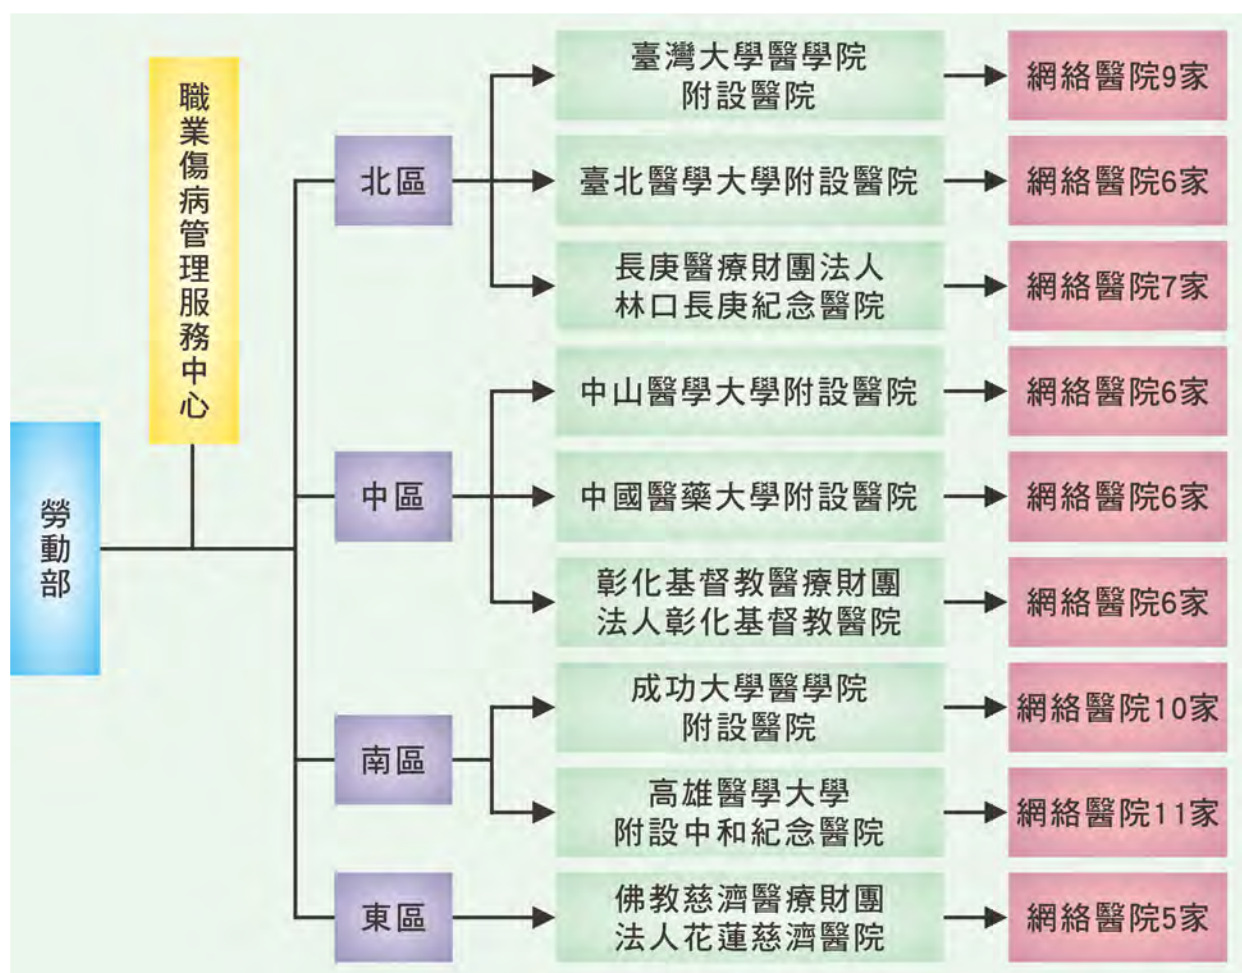 勞動部
職業傷病管理服務中心
北區
臺灣大學醫學院
附設醫院
網絡醫院9家
臺北醫學大學附設醫院
網絡醫院6家
長庚醫療財團法人
林口長庚紀念醫院
網絡醫院7家
中區
中山醫學大學附設醫院
網絡醫院6家
中國醫藥大學附設醫院
網絡醫院6家
彰化基督教醫療財團
法人彰化基督教醫院
網絡醫院6家
南區
成功大學醫學院
附設醫院
網絡醫院10家
高雄醫學大學
附設中和紀念醫院
網絡醫院11家
東區
佛教慈濟醫療財團
法人花蓮慈濟醫院
網絡醫院5家